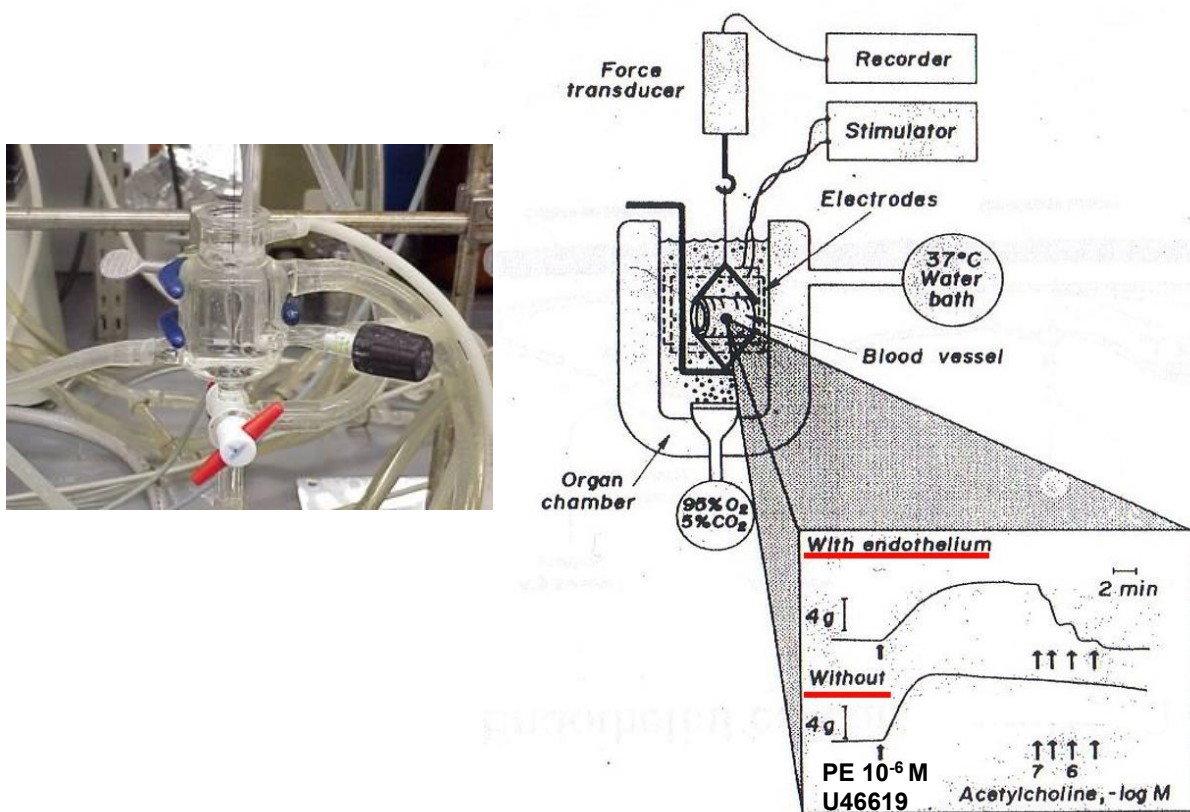 Force
transducer
Recorder
Stimulator
Electrodes
37°C
Water
bath
Blood vessel
Organ
chamber
95% O₂
5% CO₂
With endothelium
2 min
4g
Without
4g
7 6
PE 10⁻⁶ M
U46619
Acetylcholine, -log M